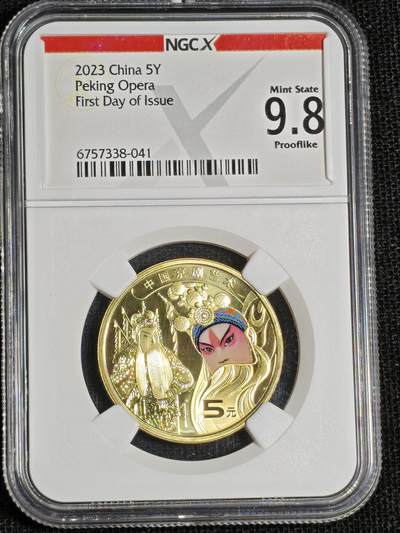 NGCX
2023 China 5Y
Peking Opera
First Day of Issue
Mint State
9.8
Prooflike
6757338-041
中国京剧艺术
5元